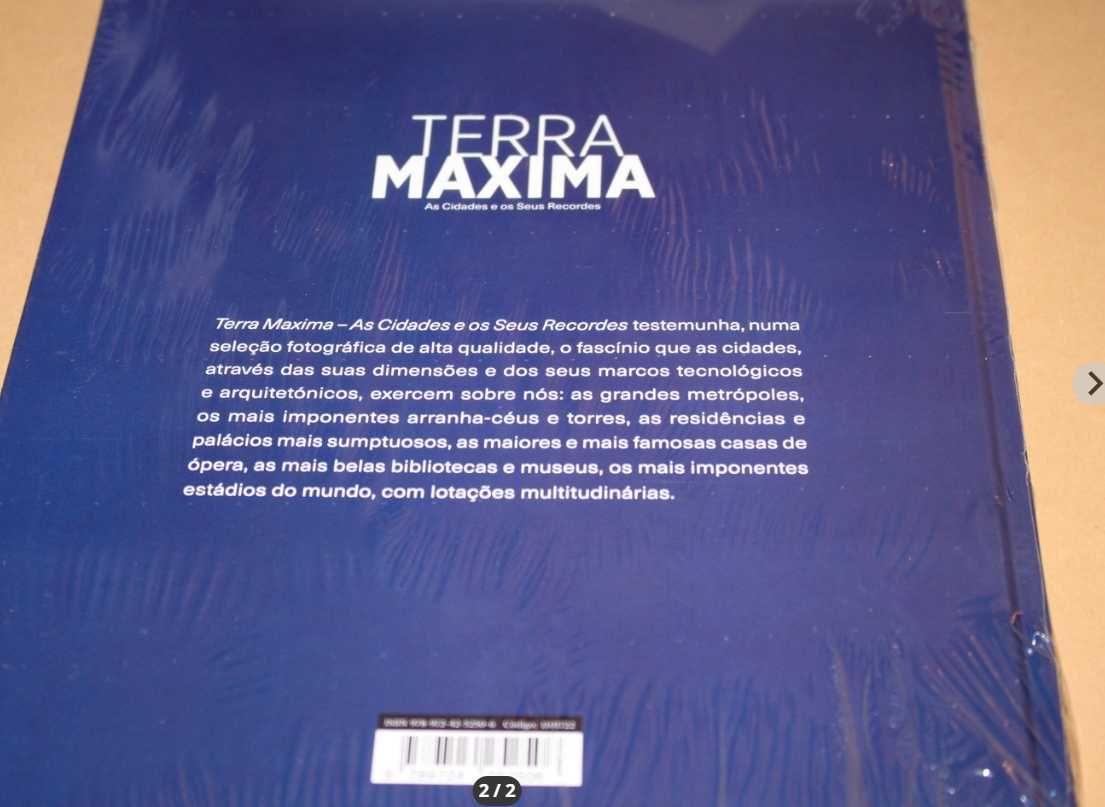 TERRA
MAXIMA
As Cidades e os Seus Recordes
Terra Maxima – As Cidades e os Seus Recordes testemunha, numa
seleção fotográfica de alta qualidade, o fascínio que as cidades,
através das suas dimensões e dos seus marcos tecnológicos
e arquitetónicos, exercem sobre nós: as grandes metrópoles,
os mais imponentes arranha-céus e torres, as residências e
palácios mais sumptuosos, as maiores e mais famosas casas de
ópera, as mais belas bibliotecas e museus, os mais imponentes
estádios do mundo, com lotações multitudinárias.
ISBN
2 / 2